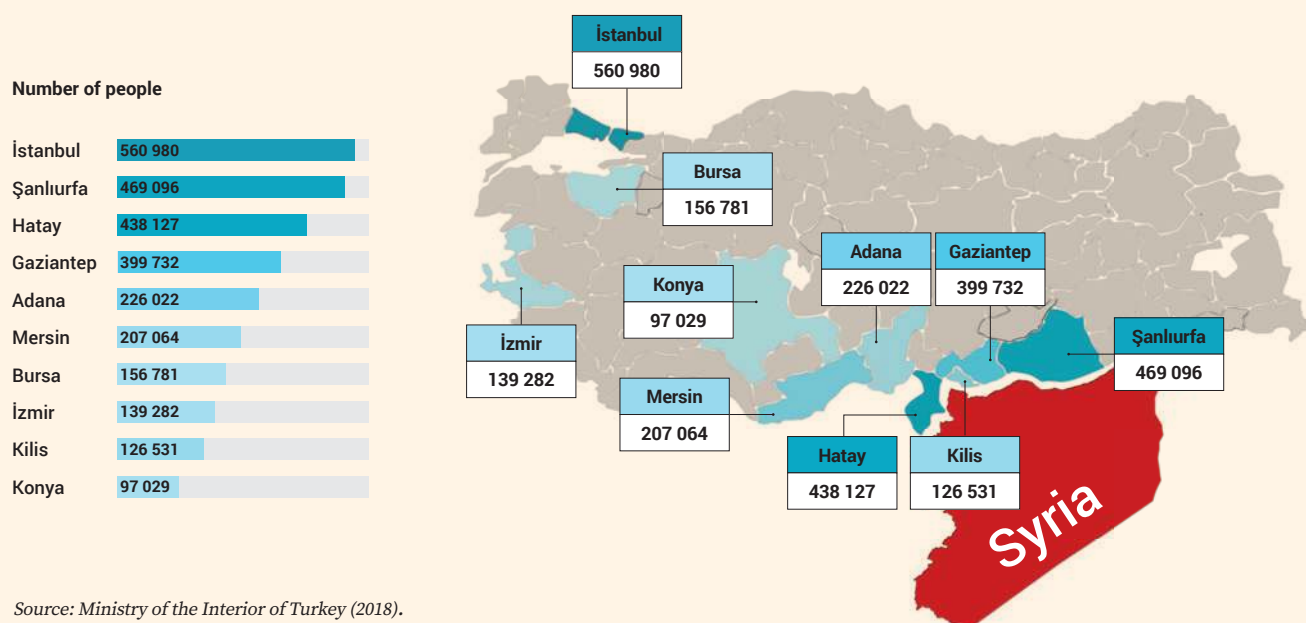 Number of people
İstanbul 560 980
Şanlıurfa 469 096
Hatay 438 127
Gaziantep 399 732
Adana 226 022
Mersin 207 064
Bursa 156 781
İzmir 139 282
Kilis 126 531
Konya 97 029
Source: Ministry of the Interior of Turkey (2018).
İstanbul
560 980
Bursa
156 781
Adana
226 022
Gaziantep
399 732
Konya
97 029
İzmir
139 282
Şanlıurfa
469 096
Mersin
207 064
Hatay
438 127
Kilis
126 531
Syria